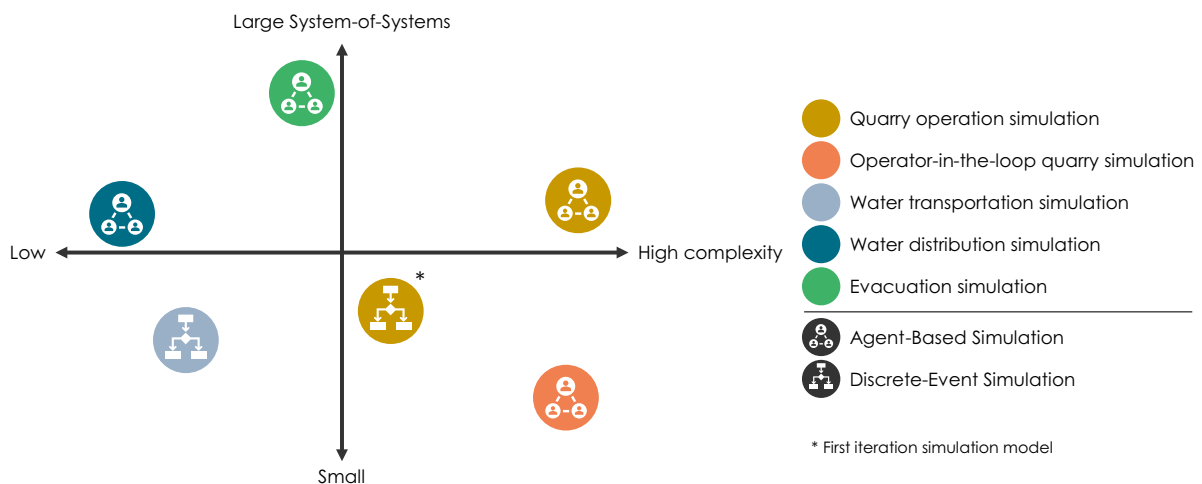 Large System-of-Systems
Low
High complexity
*
Small
Quarry operation simulation
Operator-in-the-loop quarry simulation
Water transportation simulation
Water distribution simulation
Evacuation simulation
Agent-Based Simulation
Discrete-Event Simulation
* First iteration simulation model